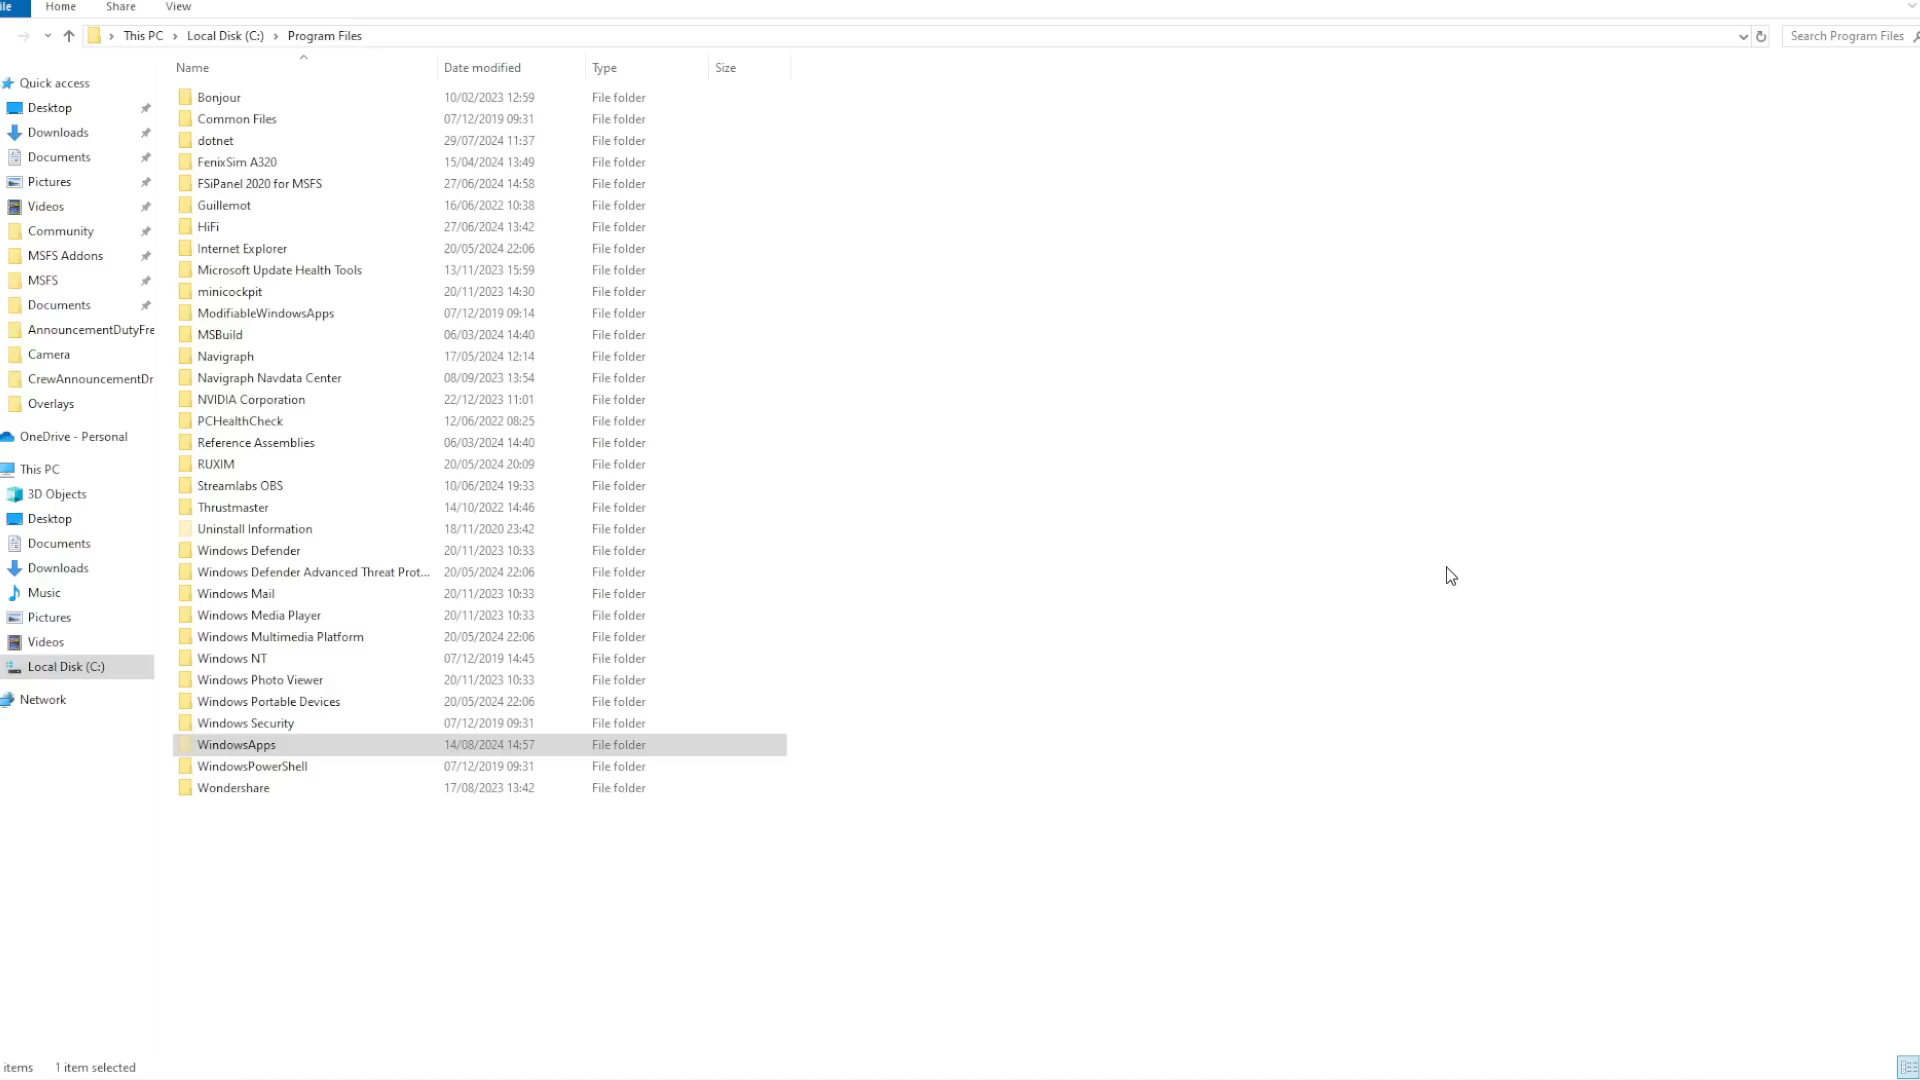 ile Home Share View
This PC Local Disk (C:) Program Files Search Program Files
Name Date modified Type Size
Quick access
Desktop
Downloads
Documents
Pictures
Videos
Community
MSFS Addons
MSFS
Documents
AnnouncementDutyFre
Camera
CrewAnnouncementDr
Overlays
OneDrive - Personal
This PC
3D Objects
Desktop
Documents
Downloads
Music
Pictures
Videos
Local Disk (C:)
Network
Bonjour 10/02/2023 12:59 File folder
Common Files 07/12/2019 09:31 File folder
dotnet 29/07/2024 11:37 File folder
FenixSim A320 15/04/2024 13:49 File folder
FSiPanel 2020 for MSFS 27/06/2024 14:58 File folder
Guillemot 16/06/2022 10:38 File folder
HiFi 27/06/2024 13:42 File folder
Internet Explorer 20/05/2024 22:06 File folder
Microsoft Update Health Tools 13/11/2023 15:59 File folder
minicockpit 20/11/2023 14:30 File folder
ModifiableWindowsApps 07/12/2019 09:14 File folder
MSBuild 06/03/2024 14:40 File folder
Navigraph 17/05/2024 12:14 File folder
Navigraph Navdata Center 08/09/2023 13:54 File folder
NVIDIA Corporation 22/12/2023 11:01 File folder
PCHealthCheck 12/06/2022 08:25 File folder
Reference Assemblies 06/03/2024 14:40 File folder
RUXIM 20/05/2024 20:09 File folder
Streamlabs OBS 10/06/2024 19:33 File folder
Thrustmaster 14/10/2022 14:46 File folder
Uninstall Information 18/11/2020 23:42 File folder
Windows Defender 20/11/2023 10:33 File folder
Windows Defender Advanced Threat Prot... 20/05/2024 22:06 File folder
Windows Mail 20/11/2023 10:33 File folder
Windows Media Player 20/11/2023 10:33 File folder
Windows Multimedia Platform 20/05/2024 22:06 File folder
Windows NT 07/12/2019 14:45 File folder
Windows Photo Viewer 20/11/2023 10:33 File folder
Windows Portable Devices 20/05/2024 22:06 File folder
Windows Security 07/12/2019 09:31 File folder
WindowsApps 14/08/2024 14:57 File folder
WindowsPowerShell 07/12/2019 09:31 File folder
Wondershare 17/08/2023 13:42 File folder
items 1 item selected